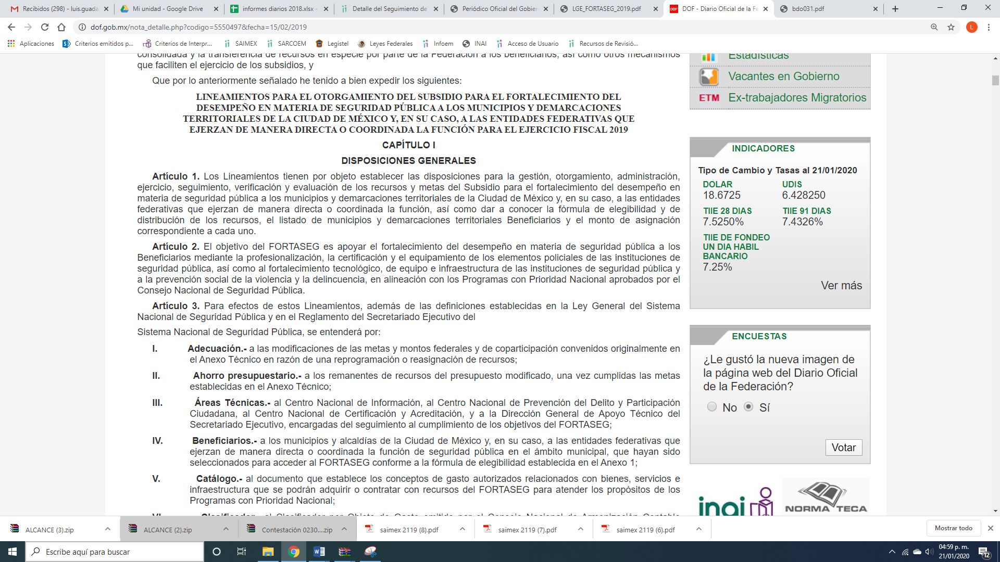 Recibidos (298) - luis.guada
Mi unidad - Google Drive
informes diarios 2018.xlsx -
Detalle del Seguimiento de
Periódico Oficial del Gobier
LGE_FORTASEG_2019.pdf
DOF - Diario Oficial de la Fe
bdo031.pdf
dof.gob.mx/nota_detalle.php?codigo=5550497&fecha=15/02/2019
L
Aplicaciones
Criterios emitidos p...
Criterios de Interpr...
SAIMEX
SARCOEM
Legistel
Leyes Federales
Infoem
INAI
Acceso de Usuario
Recursos de Revisió...
consolidada y la transferencia de recursos en especie por parte de la Federación a los beneficiarios, así como otros mecanismos
que faciliten el ejercicio de los subsidios, y
Que por lo anteriormente señalado he tenido a bien expedir los siguientes:
LINEAMIENTOS PARA EL OTORGAMIENTO DEL SUBSIDIO PARA EL FORTALECIMIENTO DEL
DESEMPEÑO EN MATERIA DE SEGURIDAD PÚBLICA A LOS MUNICIPIOS Y DEMARCACIONES
TERRITORIALES DE LA CIUDAD DE MÉXICO Y, EN SU CASO, A LAS ENTIDADES FEDERATIVAS QUE
EJERZAN DE MANERA DIRECTA O COORDINADA LA FUNCIÓN PARA EL EJERCICIO FISCAL 2019
CAPÍTULO I
DISPOSICIONES GENERALES
Artículo 1. Los Lineamientos tienen por objeto establecer las disposiciones para la gestión, otorgamiento, administración,
ejercicio, seguimiento, verificación y evaluación de los recursos y metas del Subsidio para el fortalecimiento del desempeño en
materia de seguridad pública a los municipios y demarcaciones territoriales de la Ciudad de México y, en su caso, a las entidades
federativas que ejerzan de manera directa o coordinada la función, así como dar a conocer la fórmula de elegibilidad y de
distribución de los recursos, el listado de municipios y demarcaciones territoriales Beneficiarios y el monto de asignación
correspondiente a cada uno.
Artículo 2. El objetivo del FORTASEG es apoyar el fortalecimiento del desempeño en materia de seguridad pública a los
Beneficiarios mediante la profesionalización, la certificación y el equipamiento de los elementos policiales de las instituciones de
seguridad pública, así como al fortalecimiento tecnológico, de equipo e infraestructura de las instituciones de seguridad pública y
a la prevención social de la violencia y la delincuencia, en alineación con los Programas con Prioridad Nacional aprobados por el
Consejo Nacional de Seguridad Pública.
Artículo 3. Para efectos de estos Lineamientos, además de las definiciones establecidas en la Ley General del Sistema
Nacional de Seguridad Pública y en el Reglamento del Secretariado Ejecutivo del
Sistema Nacional de Seguridad Pública, se entenderá por:
I. Adecuación.- a las modificaciones de las metas y montos federales y de coparticipación convenidos originalmente en
el Anexo Técnico en razón de una reprogramación o reasignación de recursos;
II. Ahorro presupuestario.- a los remanentes de recursos del presupuesto modificado, una vez cumplidas las metas
establecidas en el Anexo Técnico;
III. Áreas Técnicas.- al Centro Nacional de Información, al Centro Nacional de Prevención del Delito y Participación
Ciudadana, al Centro Nacional de Certificación y Acreditación, y a la Dirección General de Apoyo Técnico del
Secretariado Ejecutivo, encargadas del seguimiento al cumplimiento de los objetivos del FORTASEG;
IV. Beneficiarios.- a los municipios y alcaldías de la Ciudad de México y, en su caso, a las entidades federativas que
ejerzan de manera directa o coordinada la función de seguridad pública en el ámbito municipal, que hayan sido
seleccionados para acceder al FORTASEG conforme a la fórmula de elegibilidad establecida en el Anexo 1;
V. Catálogo.- al documento que establece los conceptos de gasto autorizados relacionados con bienes, servicios e
infraestructura que se podrán adquirir o contratar con recursos del FORTASEG para atender los propósitos de los
Programas con Prioridad Nacional;
VI. Clasificador.- al Clasificador por Objeto de Gasto emitido por el Consejo Nacional de Armonización Contable
Estadísticas
Vacantes en Gobierno
ETM Ex-trabajadores Migratorios
INDICADORES
Tipo de Cambio y Tasas al 21/01/2020
DOLAR UDIS
18.6725 6.428250
TIIE 28 DIAS TIIE 91 DIAS
7.5250% 7.4326%
TIIE DE FONDEO
UN DIA HABIL
BANCARIO
7.25%
Ver más
ENCUESTAS
¿Le gustó la nueva imagen de
la página web del Diario Oficial
de la Federación?
No Sí
Votar
inai
NORMATECA
ALCANCE (3).zip
ALCANCE (2).zip
Contestación 0230....zip
saimex 2119 (8).pdf
saimex 2119 (7).pdf
saimex 2119 (6).pdf
Mostrar todo
Escribe aquí para buscar
04:59 p. m.
21/01/2020
12